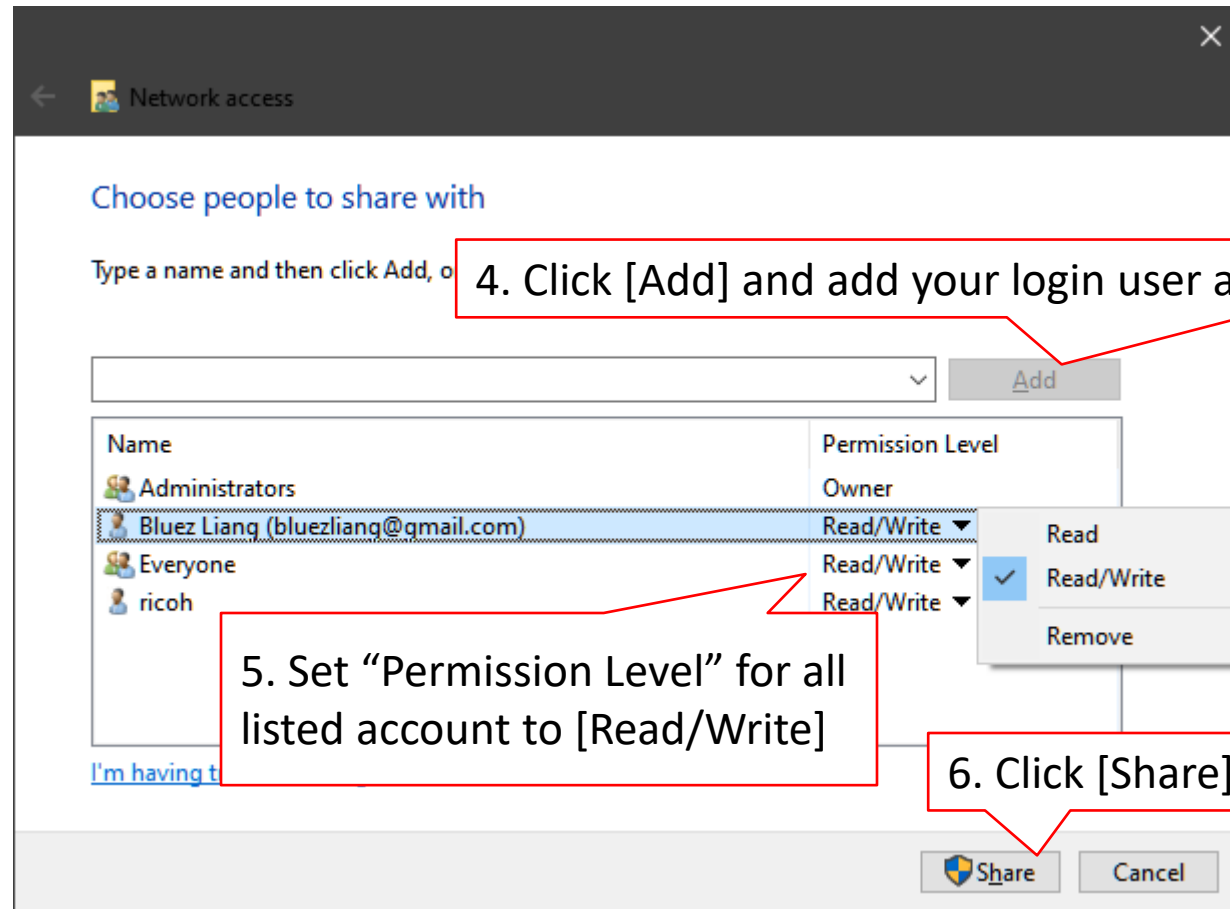 Network access
Choose people to share with
Type a name and then click Add, o
4. Click [Add] and add your login user a
Add
Name Permission Level
Administrators Owner
Bluez Liang (bluezliang@gmail.com) Read/Write
Read
Everyone Read/Write
Read/Write
ricoh Read/Write
Remove
5. Set “Permission Level” for all
listed account to [Read/Write]
I'm having t
6. Click [Share]
Share Cancel